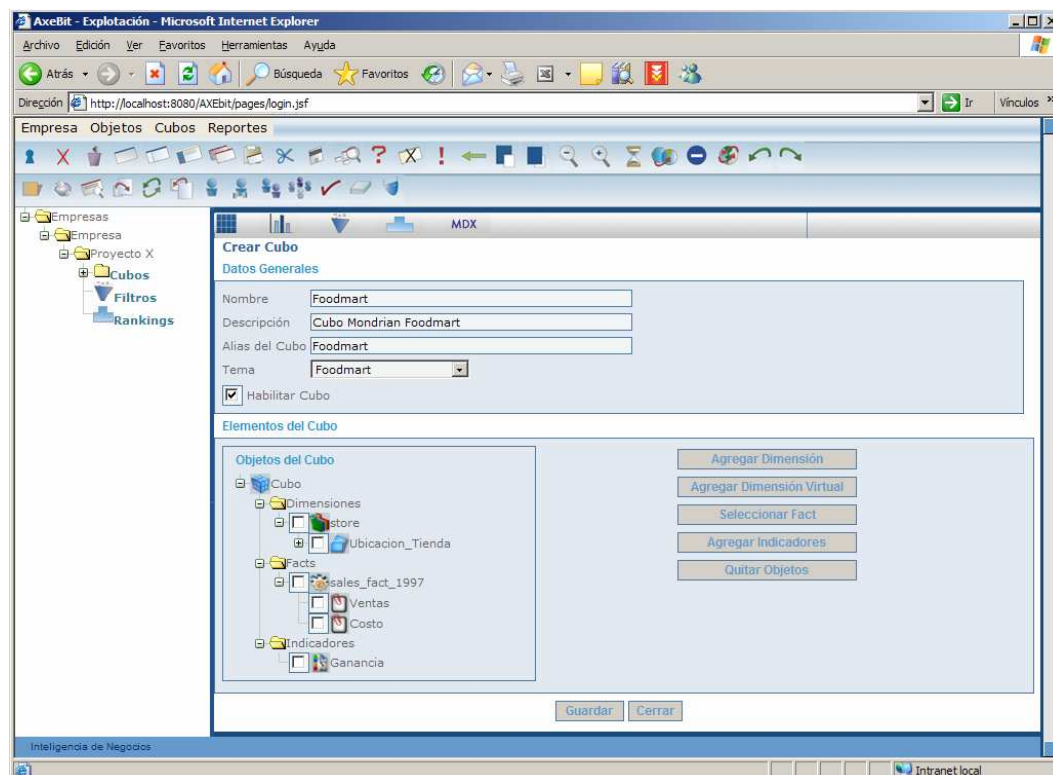 AxeBit - Explotación - Microsoft Internet Explorer
Archivo Edición Ver Favoritos Herramientas Ayuda
Atrás Búsqueda Favoritos
Dirección http://localhost:8080/AXEbit/pages/login.jsf Ir Vínculos »
Empresa Objetos Cubos Reportes
Empresas
Empresa
Proyecto X
Cubos
Filtros
Rankings
MDX
Crear Cubo
Datos Generales
Nombre Foodmart
Descripción Cubo Mondrian Foodmart
Alias del Cubo Foodmart
Tema Foodmart
Habilitar Cubo
Elementos del Cubo
Objetos del Cubo
Cubo
Dimensiones
store
Ubicacion_Tienda
Facts
sales_fact_1997
Ventas
Costo
Indicadores
Ganancia
Agregar Dimensión
Agregar Dimensión Virtual
Seleccionar Fact
Agregar Indicadores
Quitar Objetos
Guardar Cerrar
Inteligencia de Negocios
Intranet local